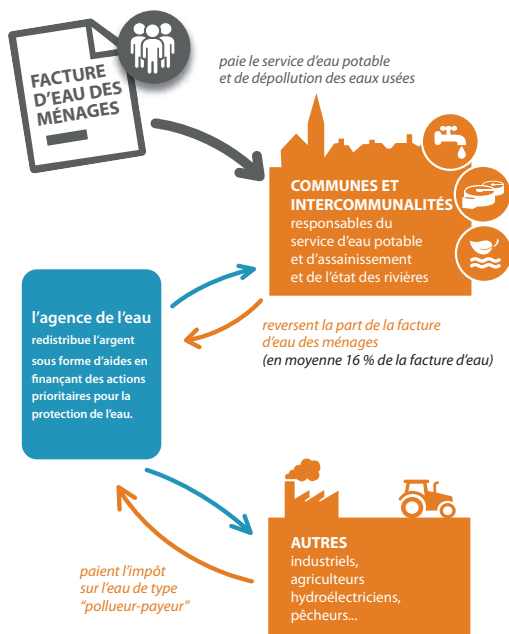 FACTURE
D'EAU DES
MÉNAGES
paie le service d'eau potable
et de dépollution des eaux usées
COMMUNES ET
INTERCOMMUNALITÉS
responsables du
service d'eau potable
et d'assainissement
et de l'état des rivières
l'agence de l'eau
redistribue l'argent
sous forme d'aides en
finançant des actions
prioritaires pour la
protection de l'eau.
reversent la part de la facture
d'eau des ménages
(en moyenne 16 % de la facture d'eau)
AUTRES
industriels,
agriculteurs
hydroélectriciens,
pêcheurs...
paient l'impôt
sur l'eau de type
"pollueur-payeur"